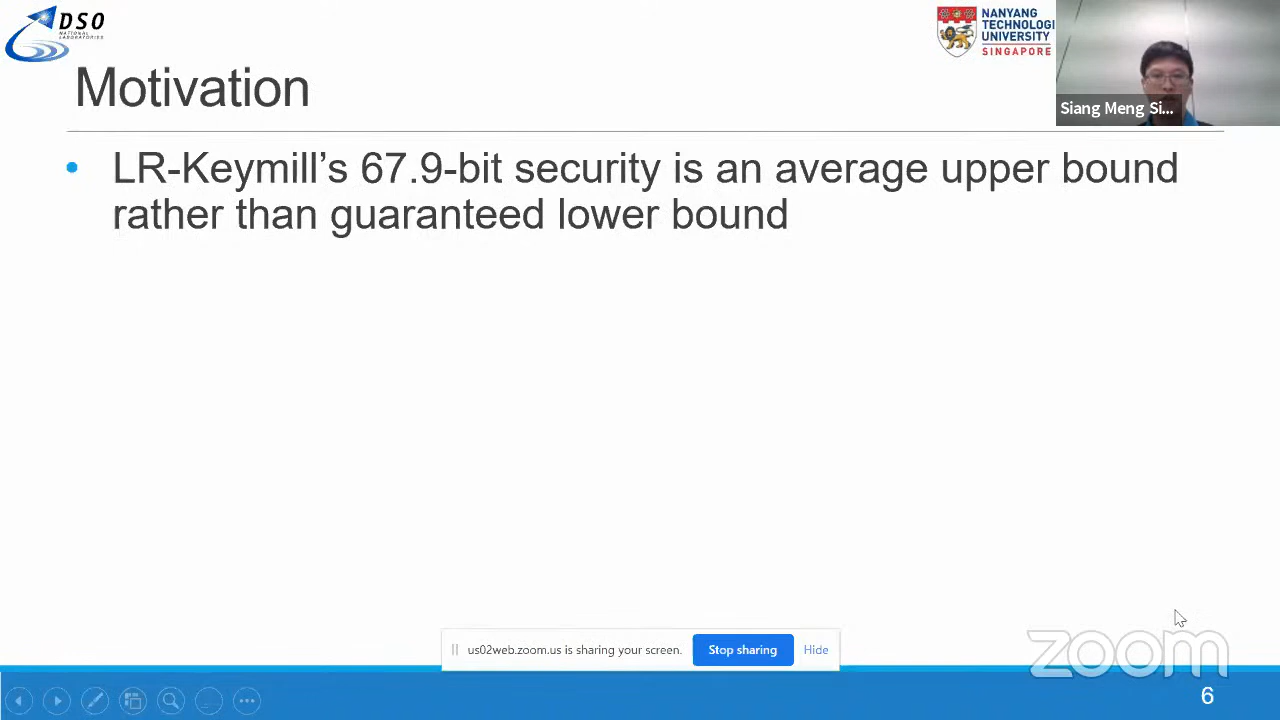 DSO
NATIONAL
LABORATORIES
NANYANG
TECHNOLOGI
UNIVERSITY
SINGAPORE
Siang Meng Si...
Motivation
• LR-Keymill’s 67.9-bit security is an average upper bound
rather than guaranteed lower bound
us02web.zoom.us is sharing your screen.
Stop sharing
Hide
zoom
6